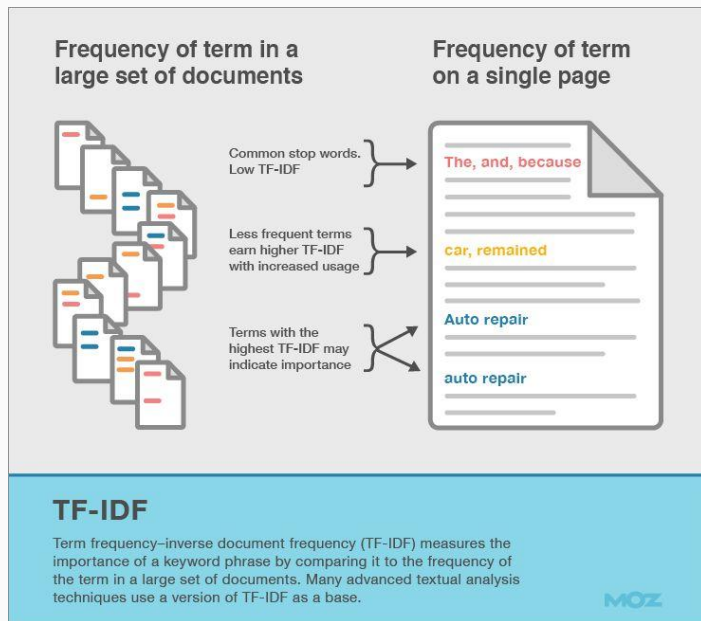 Frequency of term in a
large set of documents
Frequency of term
on a single page
Common stop words.
Low TF-IDF
The, and, because
Less frequent terms
earn higher TF-IDF
with increased usage
car, remained
Terms with the
highest TF-IDF may
indicate importance
Auto repair
auto repair
TF-IDF
Term frequency–inverse document frequency (TF-IDF) measures the
importance of a keyword phrase by comparing it to the frequency of
the term in a large set of documents. Many advanced textual analysis
techniques use a version of TF-IDF as a base.
MOZ